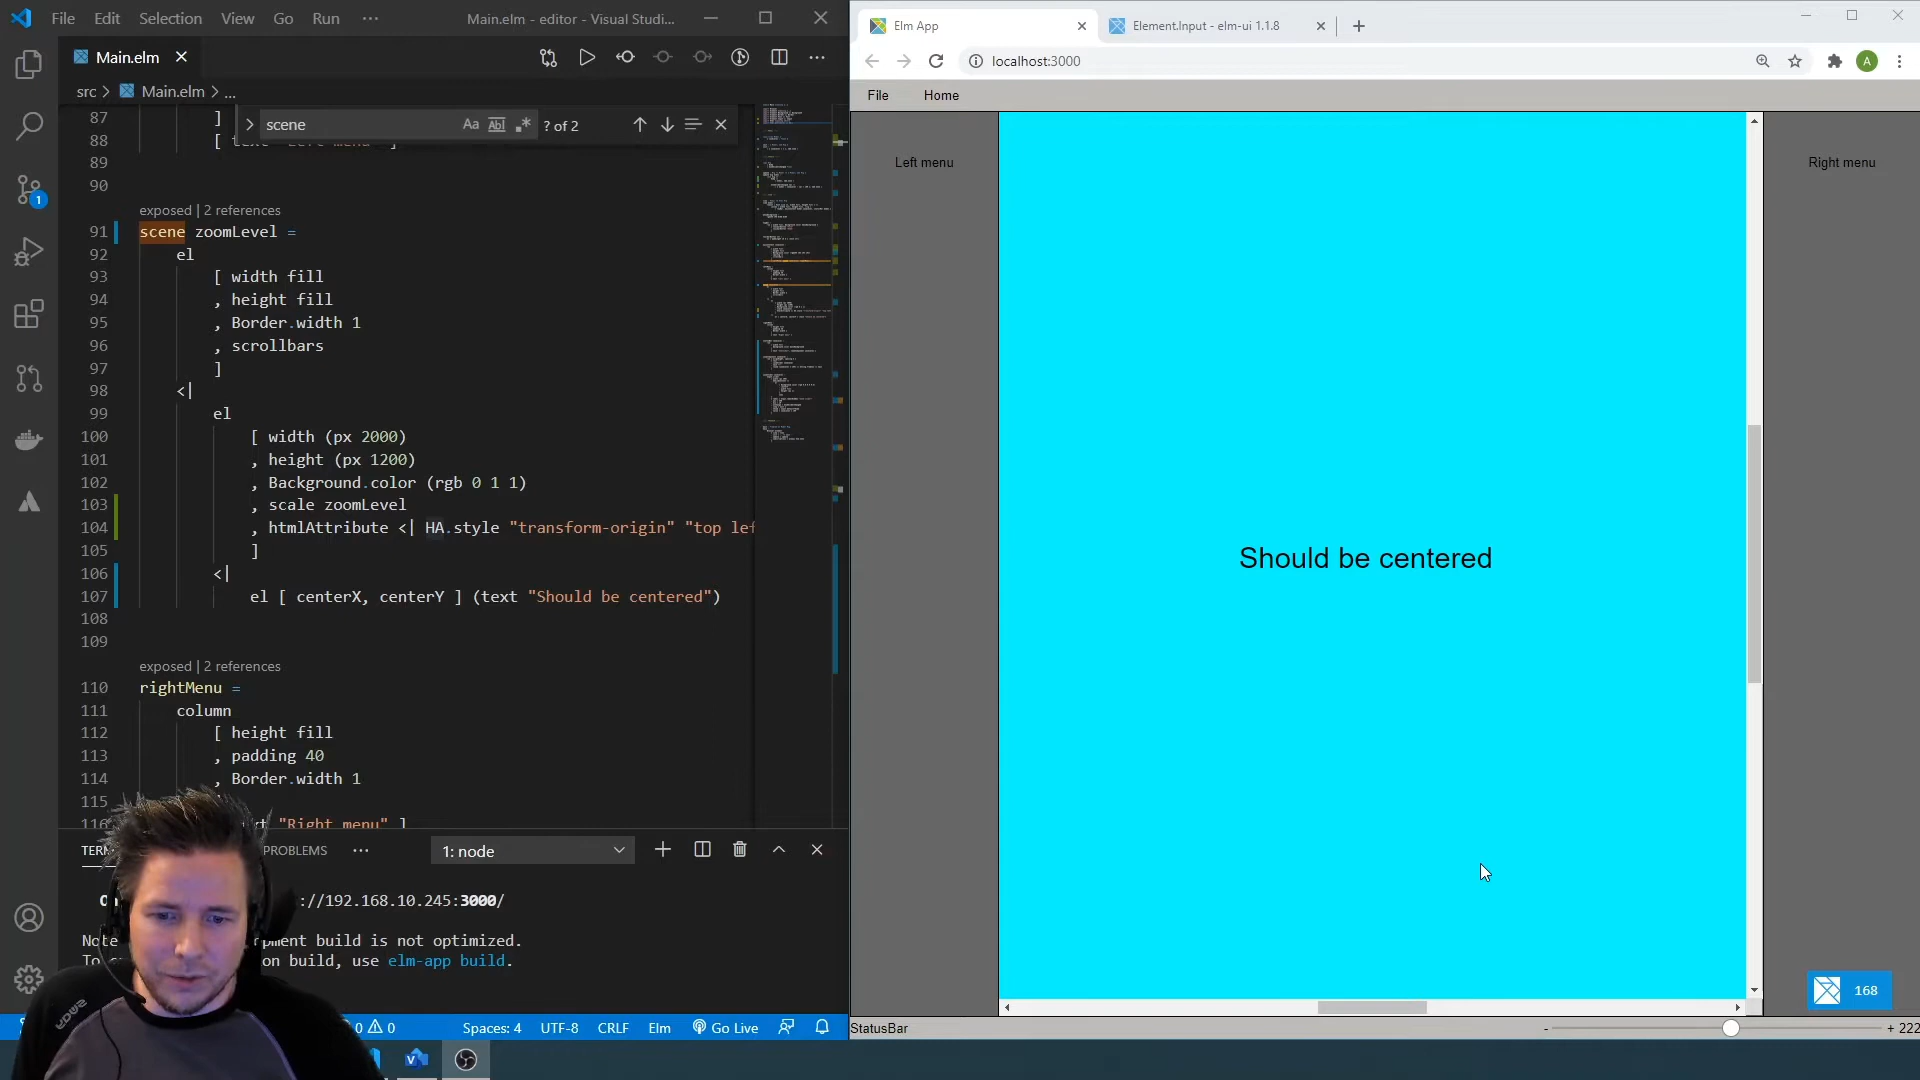 File Edit Selection View Go Run ··· Main.elm - editor - Visual Studi...
Main.elm
src > Main.elm > ...
scene Aa Abl .* ? of 2
87 ]
88 [
89
90
exposed | 2 references
91 scene zoomLevel =
92 el
93 [ width fill
94 , height fill
95 , Border.width 1
96 , scrollbars
97 ]
98 <|
99 el
100 [ width (px 2000)
101 , height (px 1200)
102 , Background.color (rgb 0 1 1)
103 , scale zoomLevel
104 , htmlAttribute <| HA.style "transform-origin" "top lef
105 ]
106 <|
107 el [ centerX, centerY ] (text "Should be centered")
108
109
exposed | 2 references
110 rightMenu =
111 column
112 [ height fill
113 , padding 40
114 , Border.width 1
115
116 "Right menu" ]
TERM PROBLEMS ··· 1: node
://192.168.10.245:3000/
Note pment build is not optimized.
on build, use elm-app build.
1
0 0 Spaces: 4 UTF-8 CRLF Elm Go Live
Elm App
Element.Input - elm-ui 1.1.8
localhost:3000
A
File Home
Left menu
Right menu
Should be centered
168
StatusBar - + 222